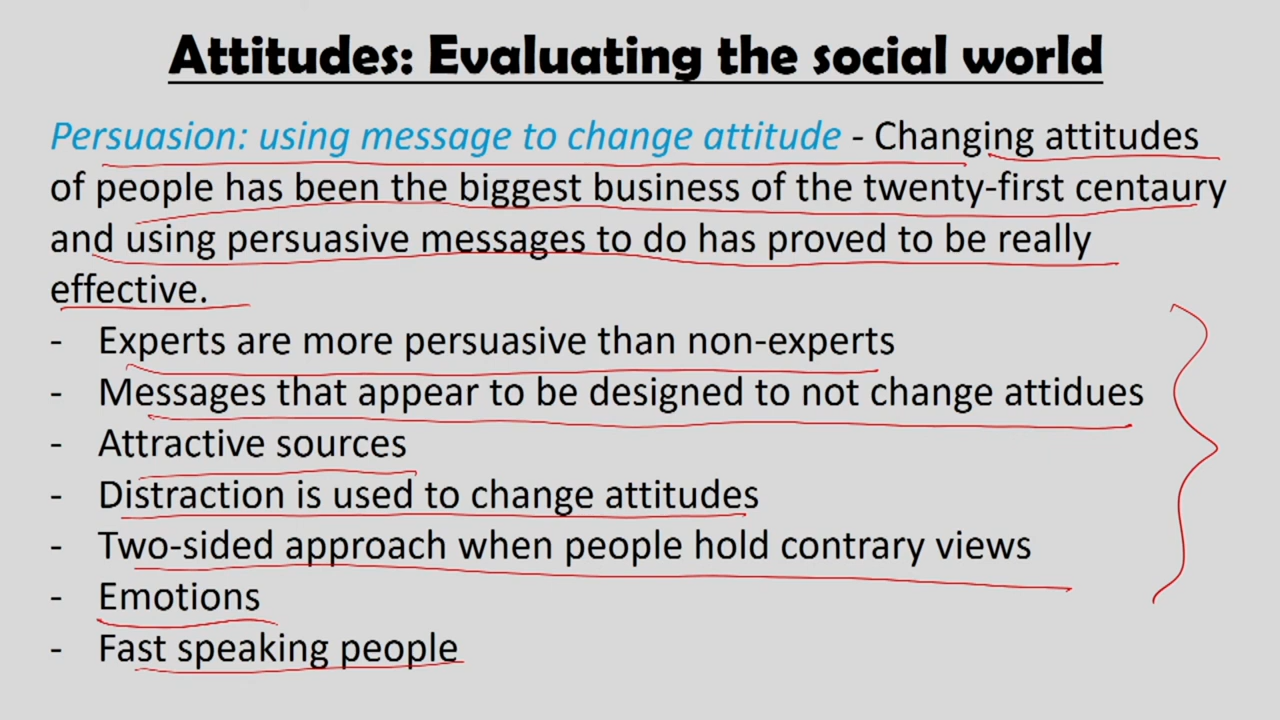 Attitudes: Evaluating the social world
Persuasion: using message to change attitude - Changing attitudes
of people has been the biggest business of the twenty-first centaury
and using persuasive messages to do has proved to be really
effective.
- Experts are more persuasive than non-experts
- Messages that appear to be designed to not change attidues
- Attractive sources
- Distraction is used to change attitudes
- Two-sided approach when people hold contrary views
- Emotions
- Fast speaking people